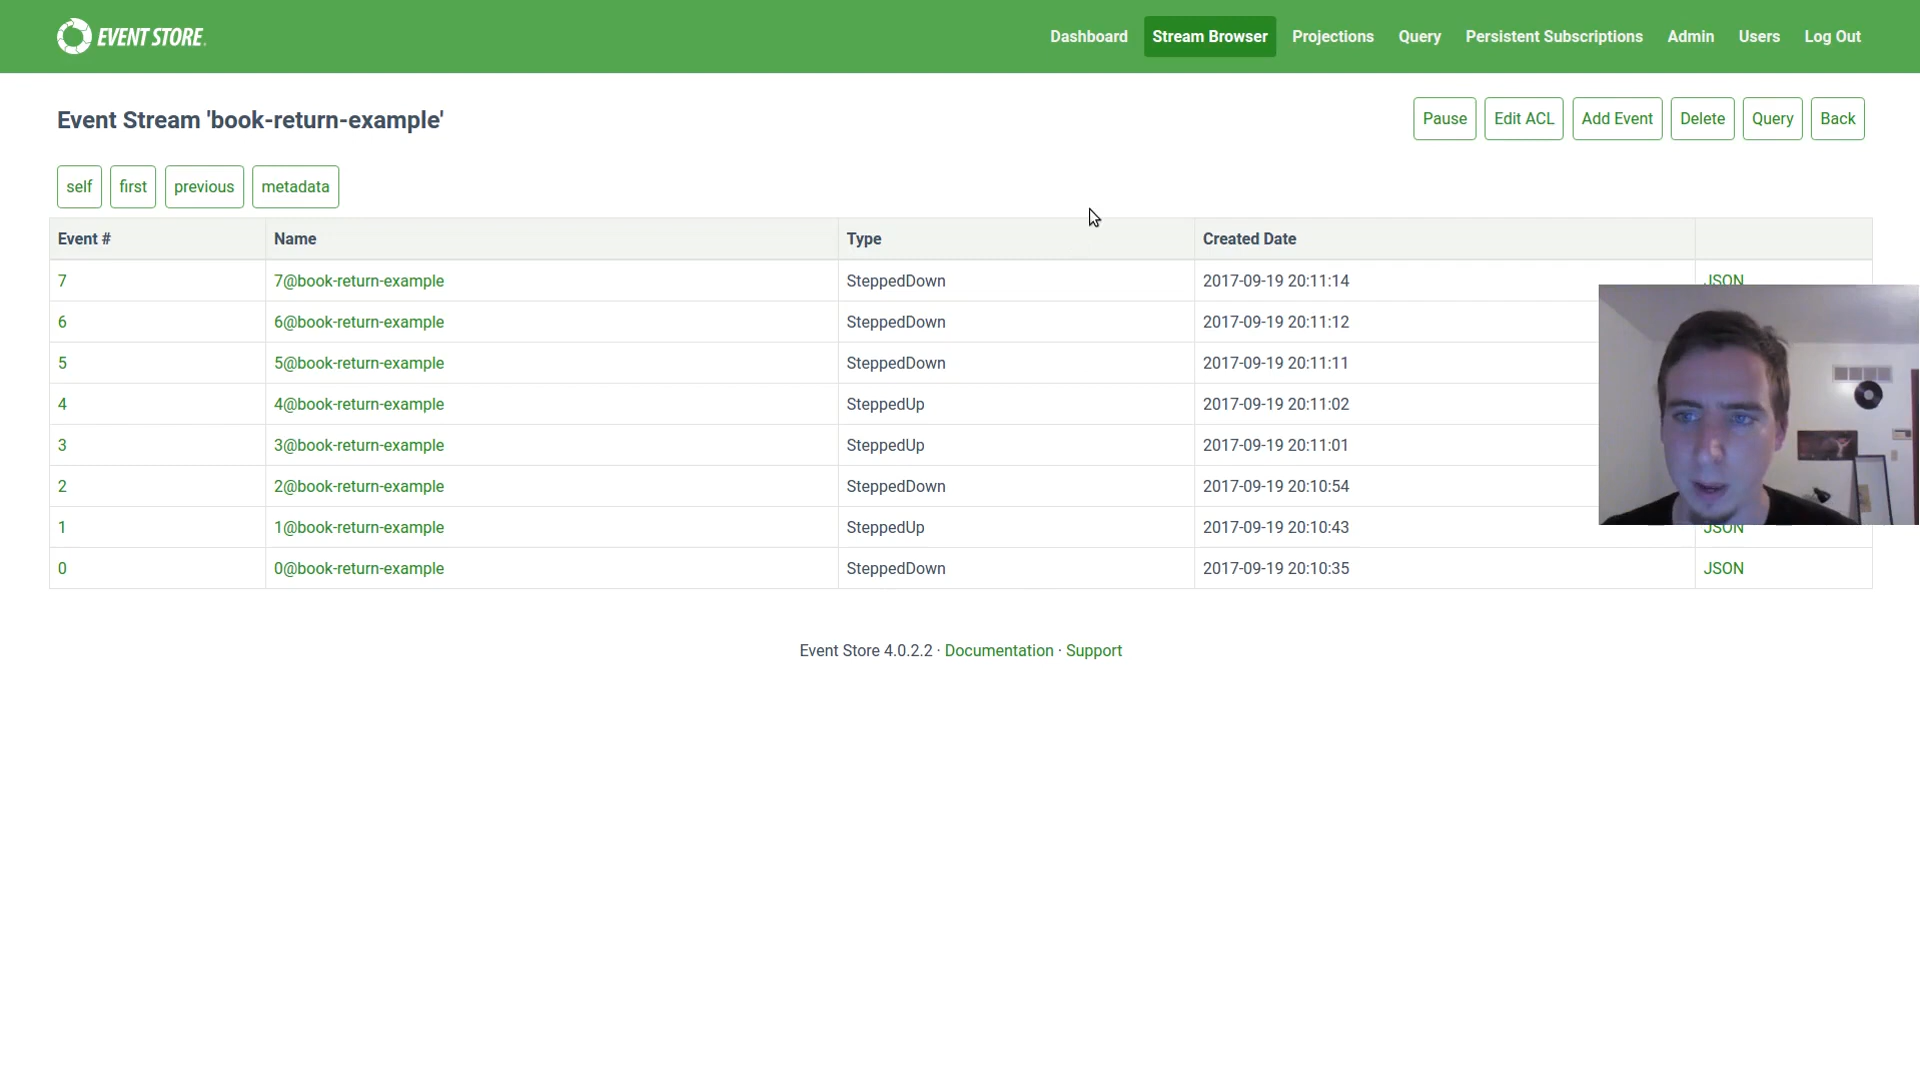 EVENT STORE
Dashboard Stream Browser Projections Query Persistent Subscriptions Admin Users Log Out
Event Stream 'book-return-example'
Pause Edit ACL Add Event Delete Query Back
self first previous metadata
Event # Name Type Created Date
7 7@book-return-example SteppedDown 2017-09-19 20:11:14 JSON
6 6@book-return-example SteppedDown 2017-09-19 20:11:12
5 5@book-return-example SteppedDown 2017-09-19 20:11:11
4 4@book-return-example SteppedUp 2017-09-19 20:11:02
3 3@book-return-example SteppedUp 2017-09-19 20:11:01
2 2@book-return-example SteppedDown 2017-09-19 20:10:54
1 1@book-return-example SteppedUp 2017-09-19 20:10:43 JSON
0 0@book-return-example SteppedDown 2017-09-19 20:10:35 JSON
Event Store 4.0.2.2 · Documentation · Support